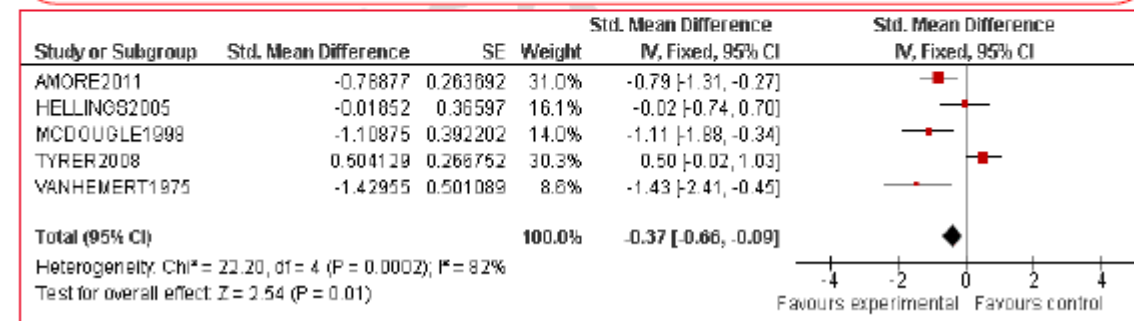 Std. Mean Difference Std. Mean Difference
Study or Subgroup Std. Mean Difference SE Weight IV, Fixed, 95% CI IV, Fixed, 95% CI
AMORE2011 -0.78877 0.263692 31.0% -0.79 [-1.31, -0.27]
HELLINGS2005 -0.01852 0.36597 16.1% -0.02 [-0.74, 0.70]
MCDOUGLE1998 -1.10875 0.392202 14.0% -1.11 [-1.88, -0.34]
TYRER2008 0.504129 0.266752 30.3% 0.50 [-0.02, 1.03]
VANHEMERT1975 -1.42955 0.501089 8.6% -1.43 [-2.41, -0.45]
Total (95% CI) 100.0% -0.37 [-0.66, -0.09]
Heterogeneity: Chi² = 22.20, df = 4 (P = 0.0002); I² = 82%
Test for overall effect: Z = 2.54 (P = 0.01)
-4 -2 0 2 4
Favours experimental Favours control